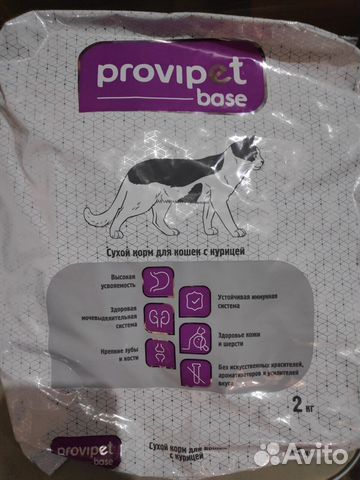 provipet
base
Сухой корм для кошек с курицей
Высокая
усвояемость
Здоровая
мочевыделительная
система
Крепкие зубы
и кости
Устойчивая иммунная
система
Здоровье кожи
и шерсти
Без искусственных красителей,
ароматизаторов и усилителей
вкуса
2 кг
provipet
base
Сухой корм для кошек
с курицей
Avito